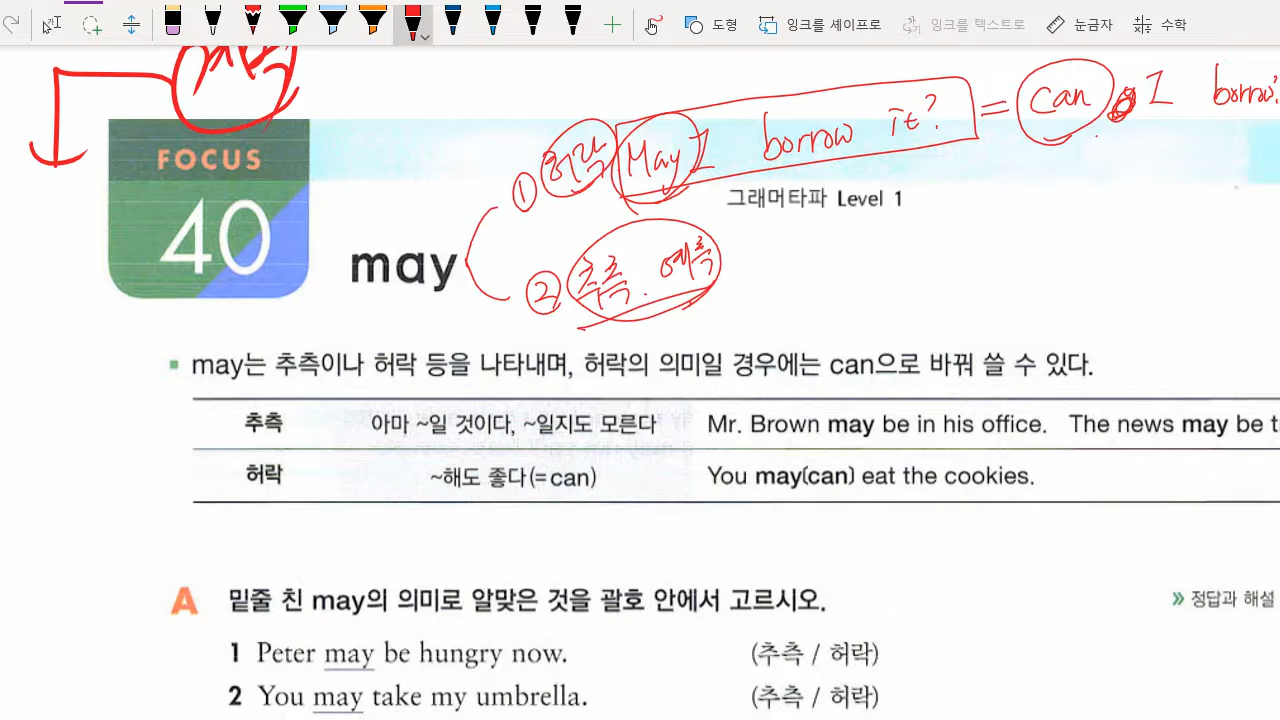 도형 잉크를 셰이프로 잉크를 텍스트로 눈금자 수학
FOCUS
40
may
① 허락 May I borrow it? = can I borrow
② 추측. 예측
그래머타파 Level 1
may는 추측이나 허락 등을 나타내며, 허락의 의미일 경우에는 can으로 바꿔 쓸 수 있다.
추측 아마 ~일 것이다, ~일지도 모른다 Mr. Brown may be in his office. The news may be
허락 ~해도 좋다(=can) You may(can) eat the cookies.
A 밑줄 친 may의 의미로 알맞은 것을 괄호 안에서 고르시오.
» 정답과 해설
1 Peter may be hungry now. (추측 / 허락)
2 You may take my umbrella. (추측 / 허락)